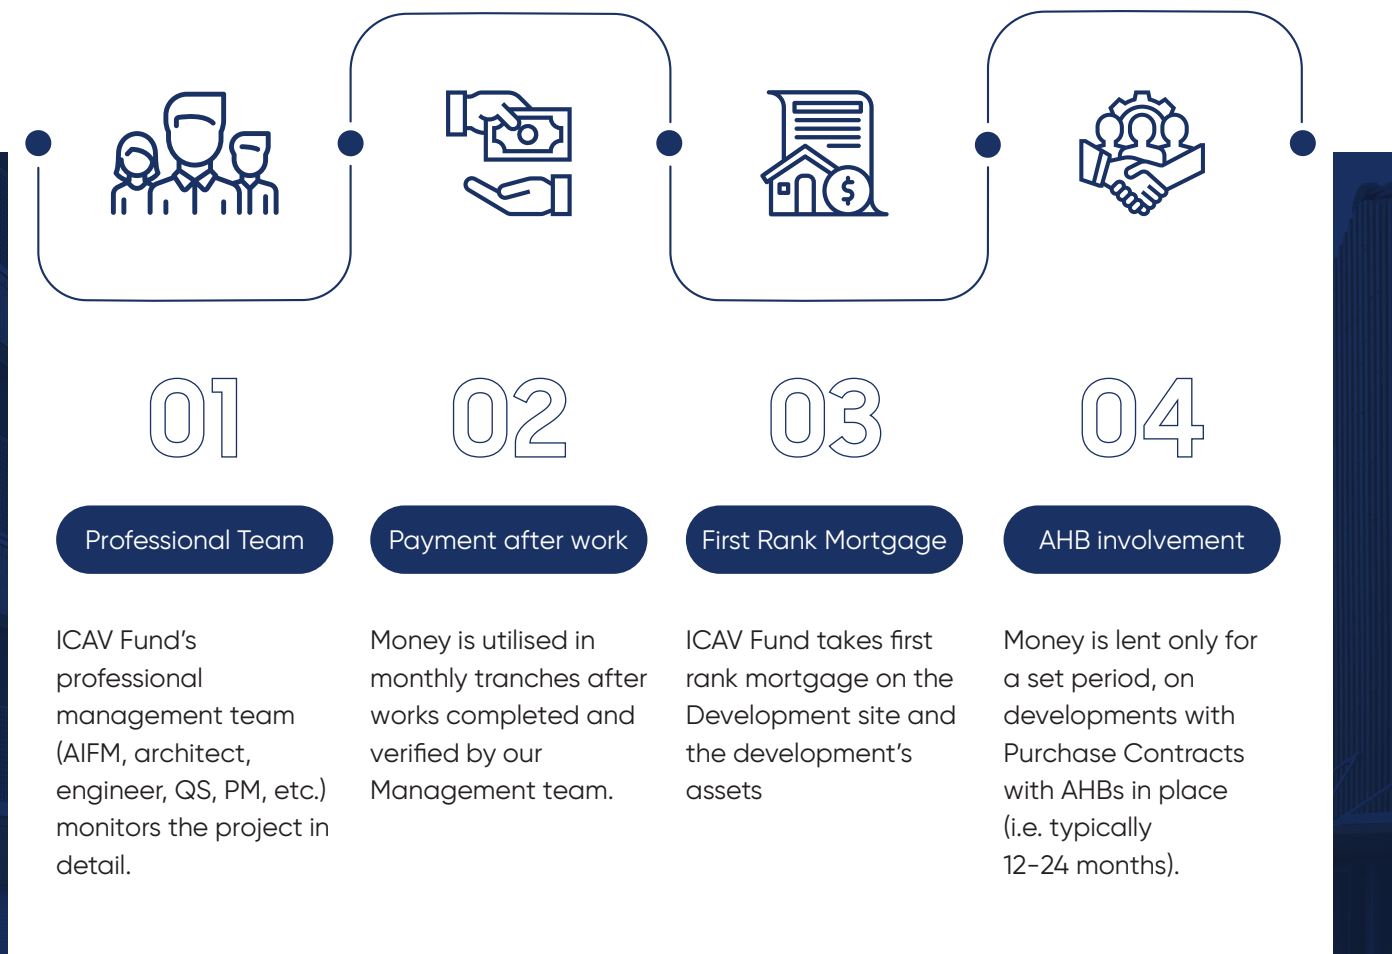 01
Professional Team
ICAV Fund’s
professional
management team
(AIFM, architect,
engineer, QS, PM, etc.)
monitors the project in
detail.
02
Payment after work
Money is utilised in
monthly tranches after
works completed and
verified by our
Management team.
03
First Rank Mortgage
ICAV Fund takes first
rank mortgage on the
Development site and
the development’s
assets
04
AHB involvement
Money is lent only for
a set period, on
developments with
Purchase Contracts
with AHBs in place
(i.e. typically
12-24 months).